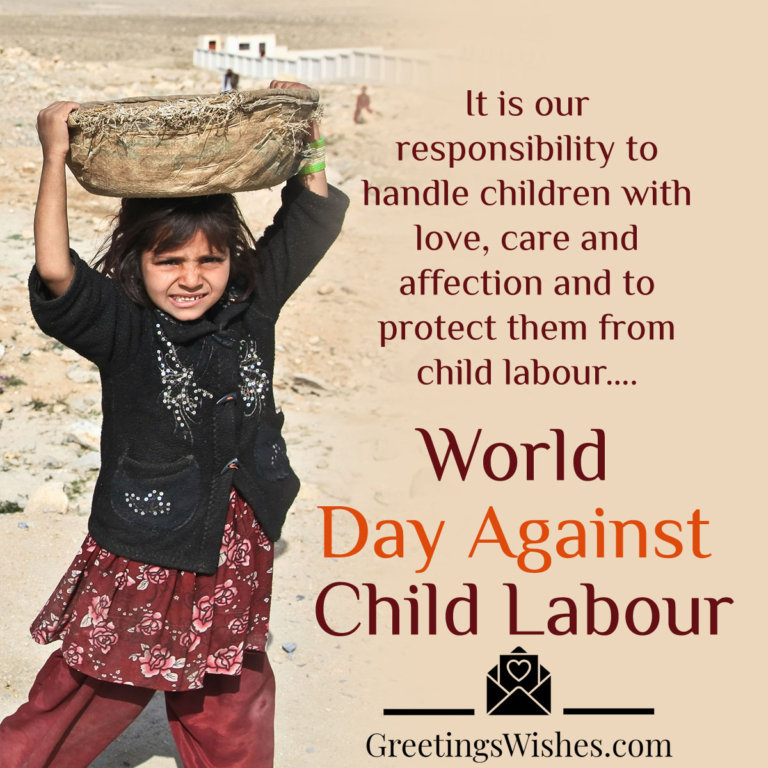 It is our
responsibility to
handle children with
love, care and
affection and to
protect them from
child labour....
World
Day Against
Child Labour
GreetingsWishes.com